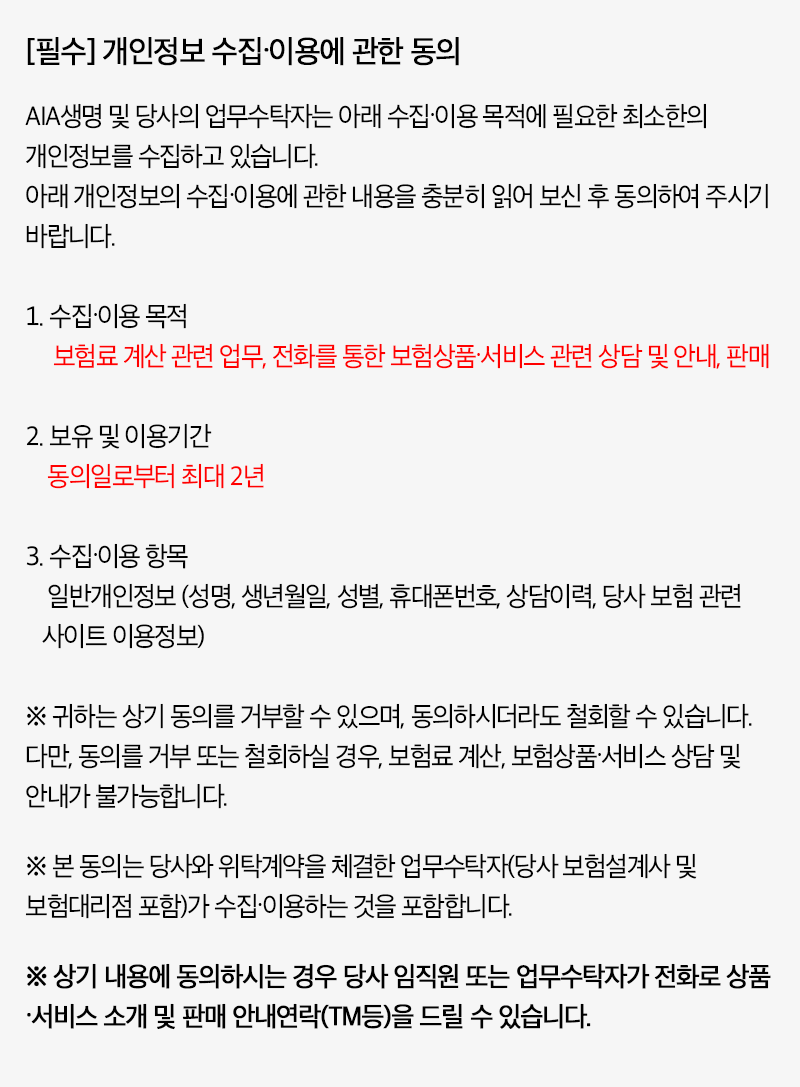 [필수] 개인정보 수집·이용에 관한 동의
AIA생명 및 당사의 업무수탁자는 아래 수집·이용 목적에 필요한 최소한의
개인정보를 수집하고 있습니다.
아래 개인정보의 수집·이용에 관한 내용을 충분히 읽어 보신 후 동의하여 주시기
바랍니다.
1. 수집·이용 목적
보험료 계산 관련 업무, 전화를 통한 보험상품·서비스 관련 상담 및 안내, 판매
2. 보유 및 이용기간
동의일로부터 최대 2년
3. 수집·이용 항목
일반개인정보 (성명, 생년월일, 성별, 휴대폰번호, 상담이력, 당사 보험 관련
사이트 이용정보)
※ 귀하는 상기 동의를 거부할 수 있으며, 동의하시더라도 철회할 수 있습니다.
다만, 동의를 거부 또는 철회하실 경우, 보험료 계산, 보험상품·서비스 상담 및
안내가 불가능합니다.
※ 본 동의는 당사와 위탁계약을 체결한 업무수탁자(당사 보험설계사 및
보험대리점 포함)가 수집·이용하는 것을 포함합니다.
※ 상기 내용에 동의하시는 경우 당사 임직원 또는 업무수탁자가 전화로 상품
·서비스 소개 및 판매 안내연락(TM등)을 드릴 수 있습니다.